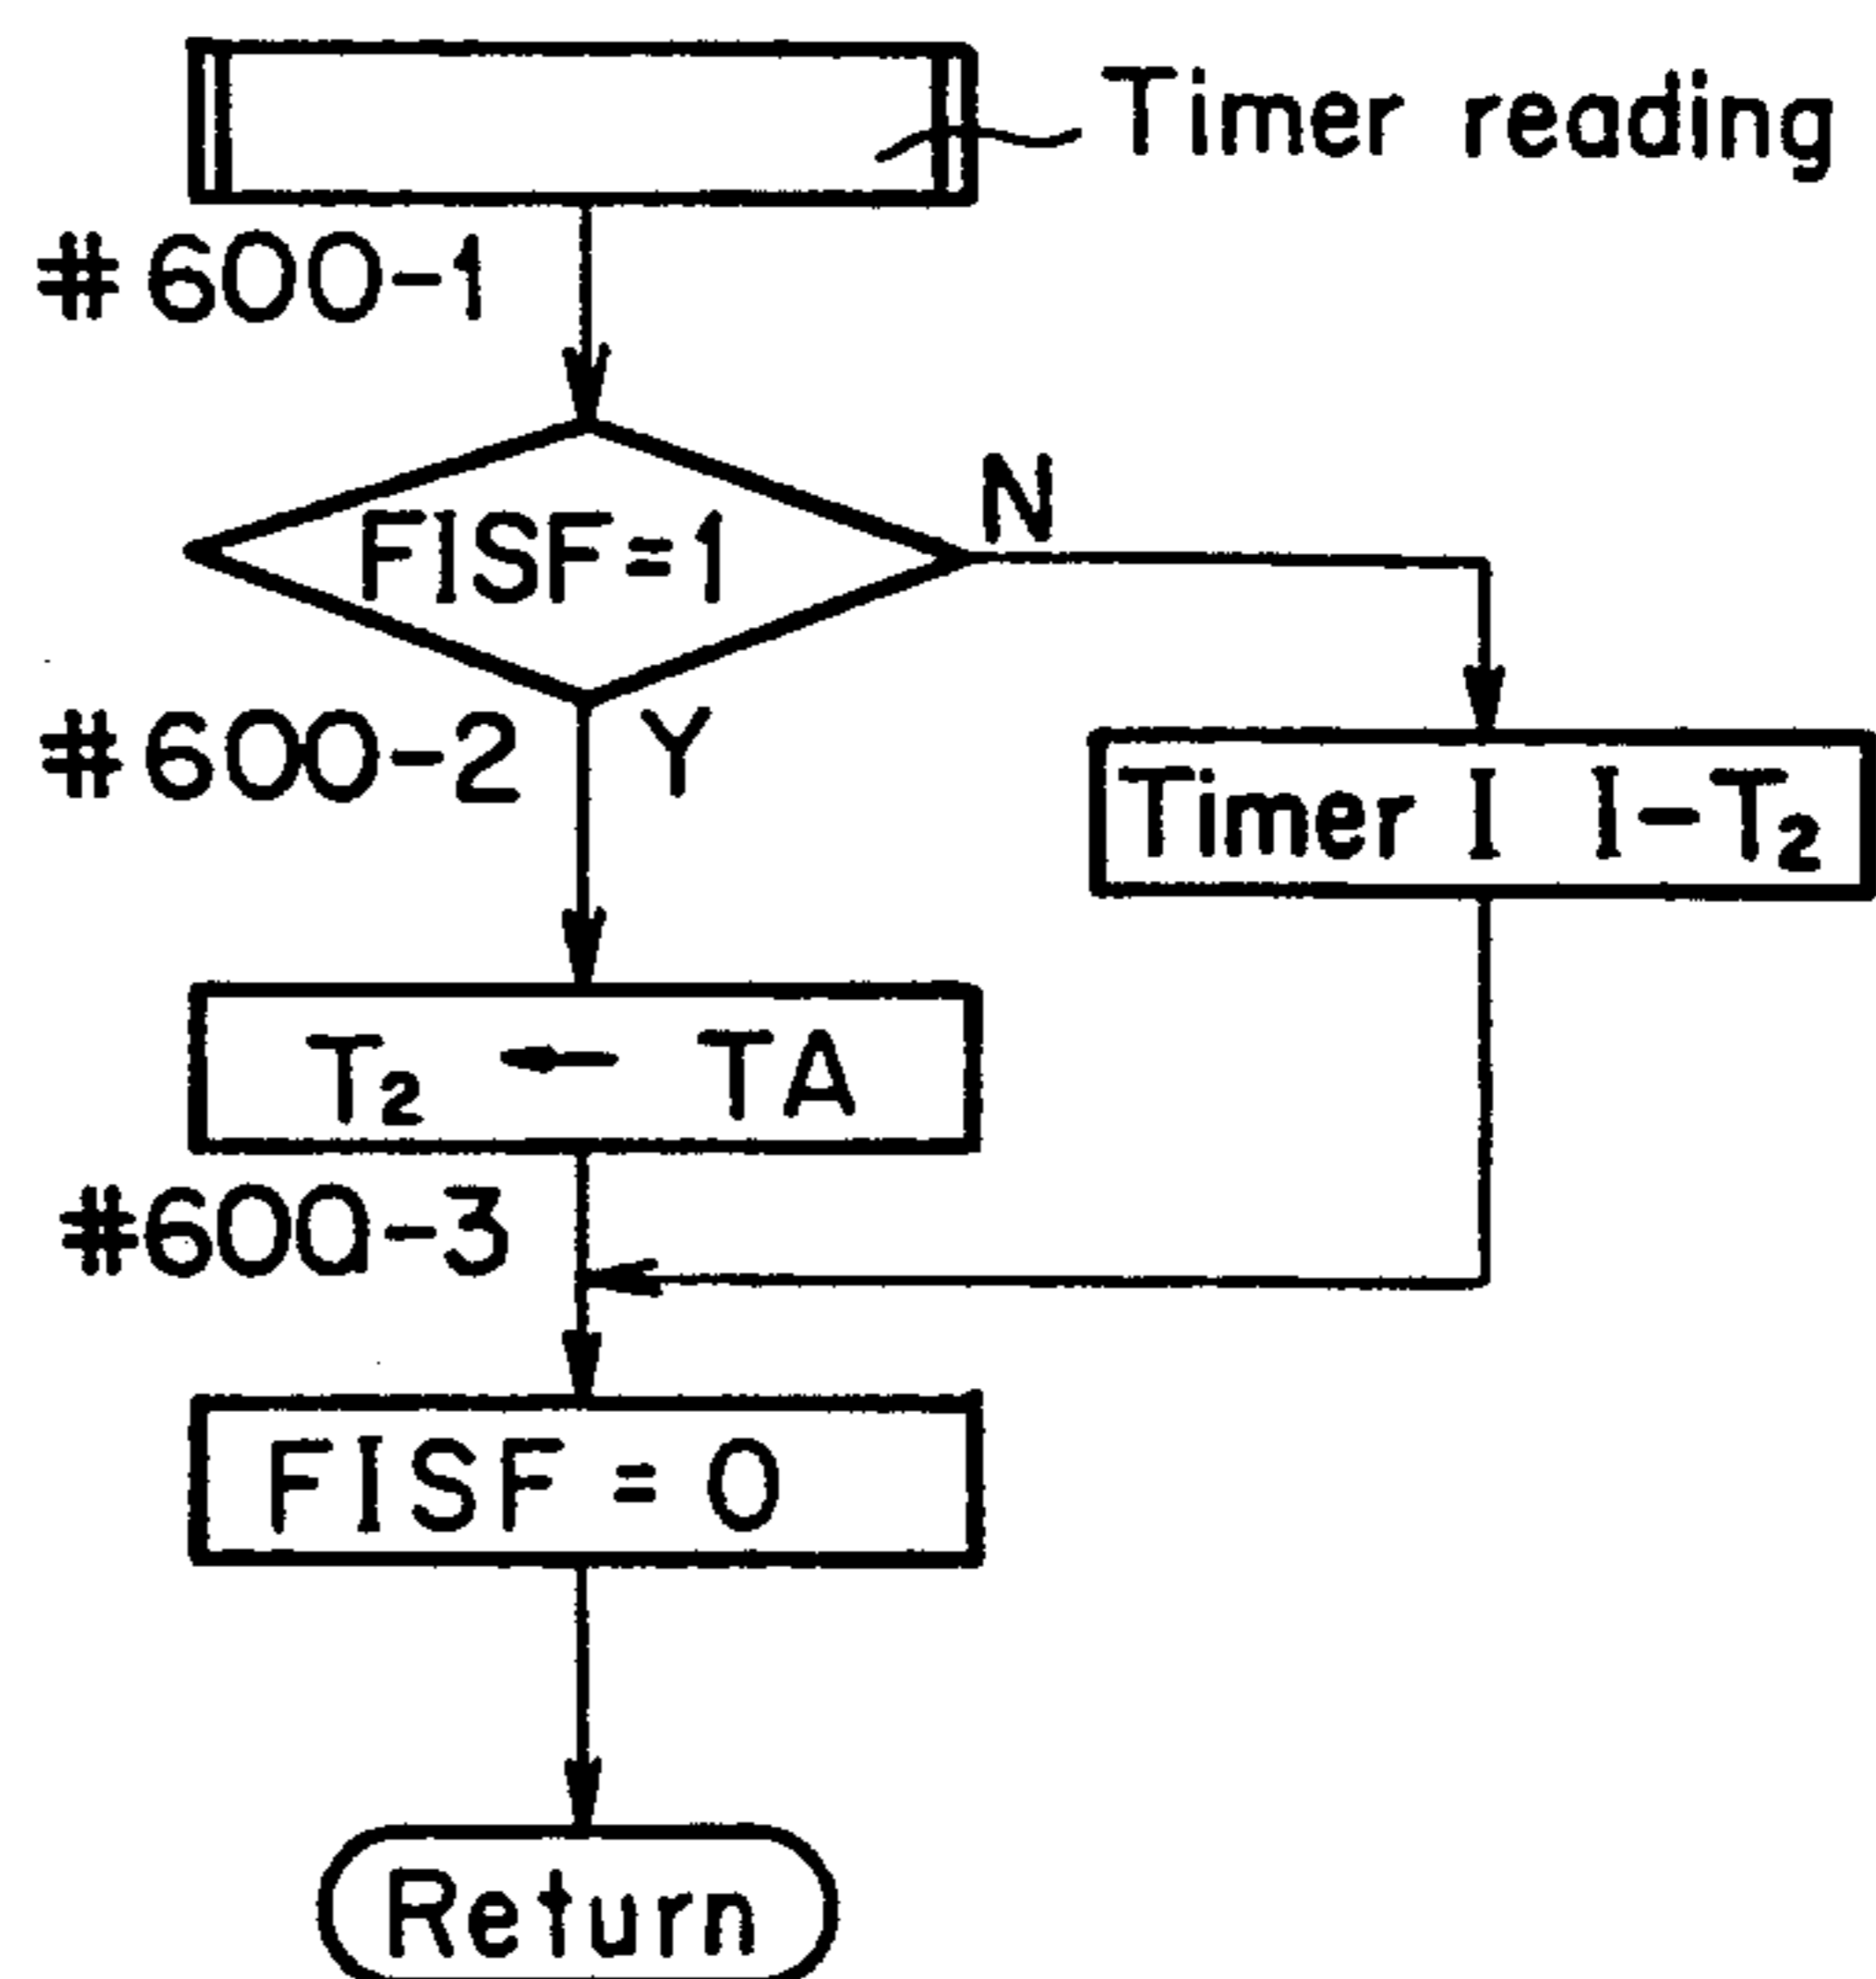 Timer reading
#600-1
FISF=1
N
#600-2
Y
Timer I I-T₂
T₂ ← TA
#600-3
FISF = 0
Return